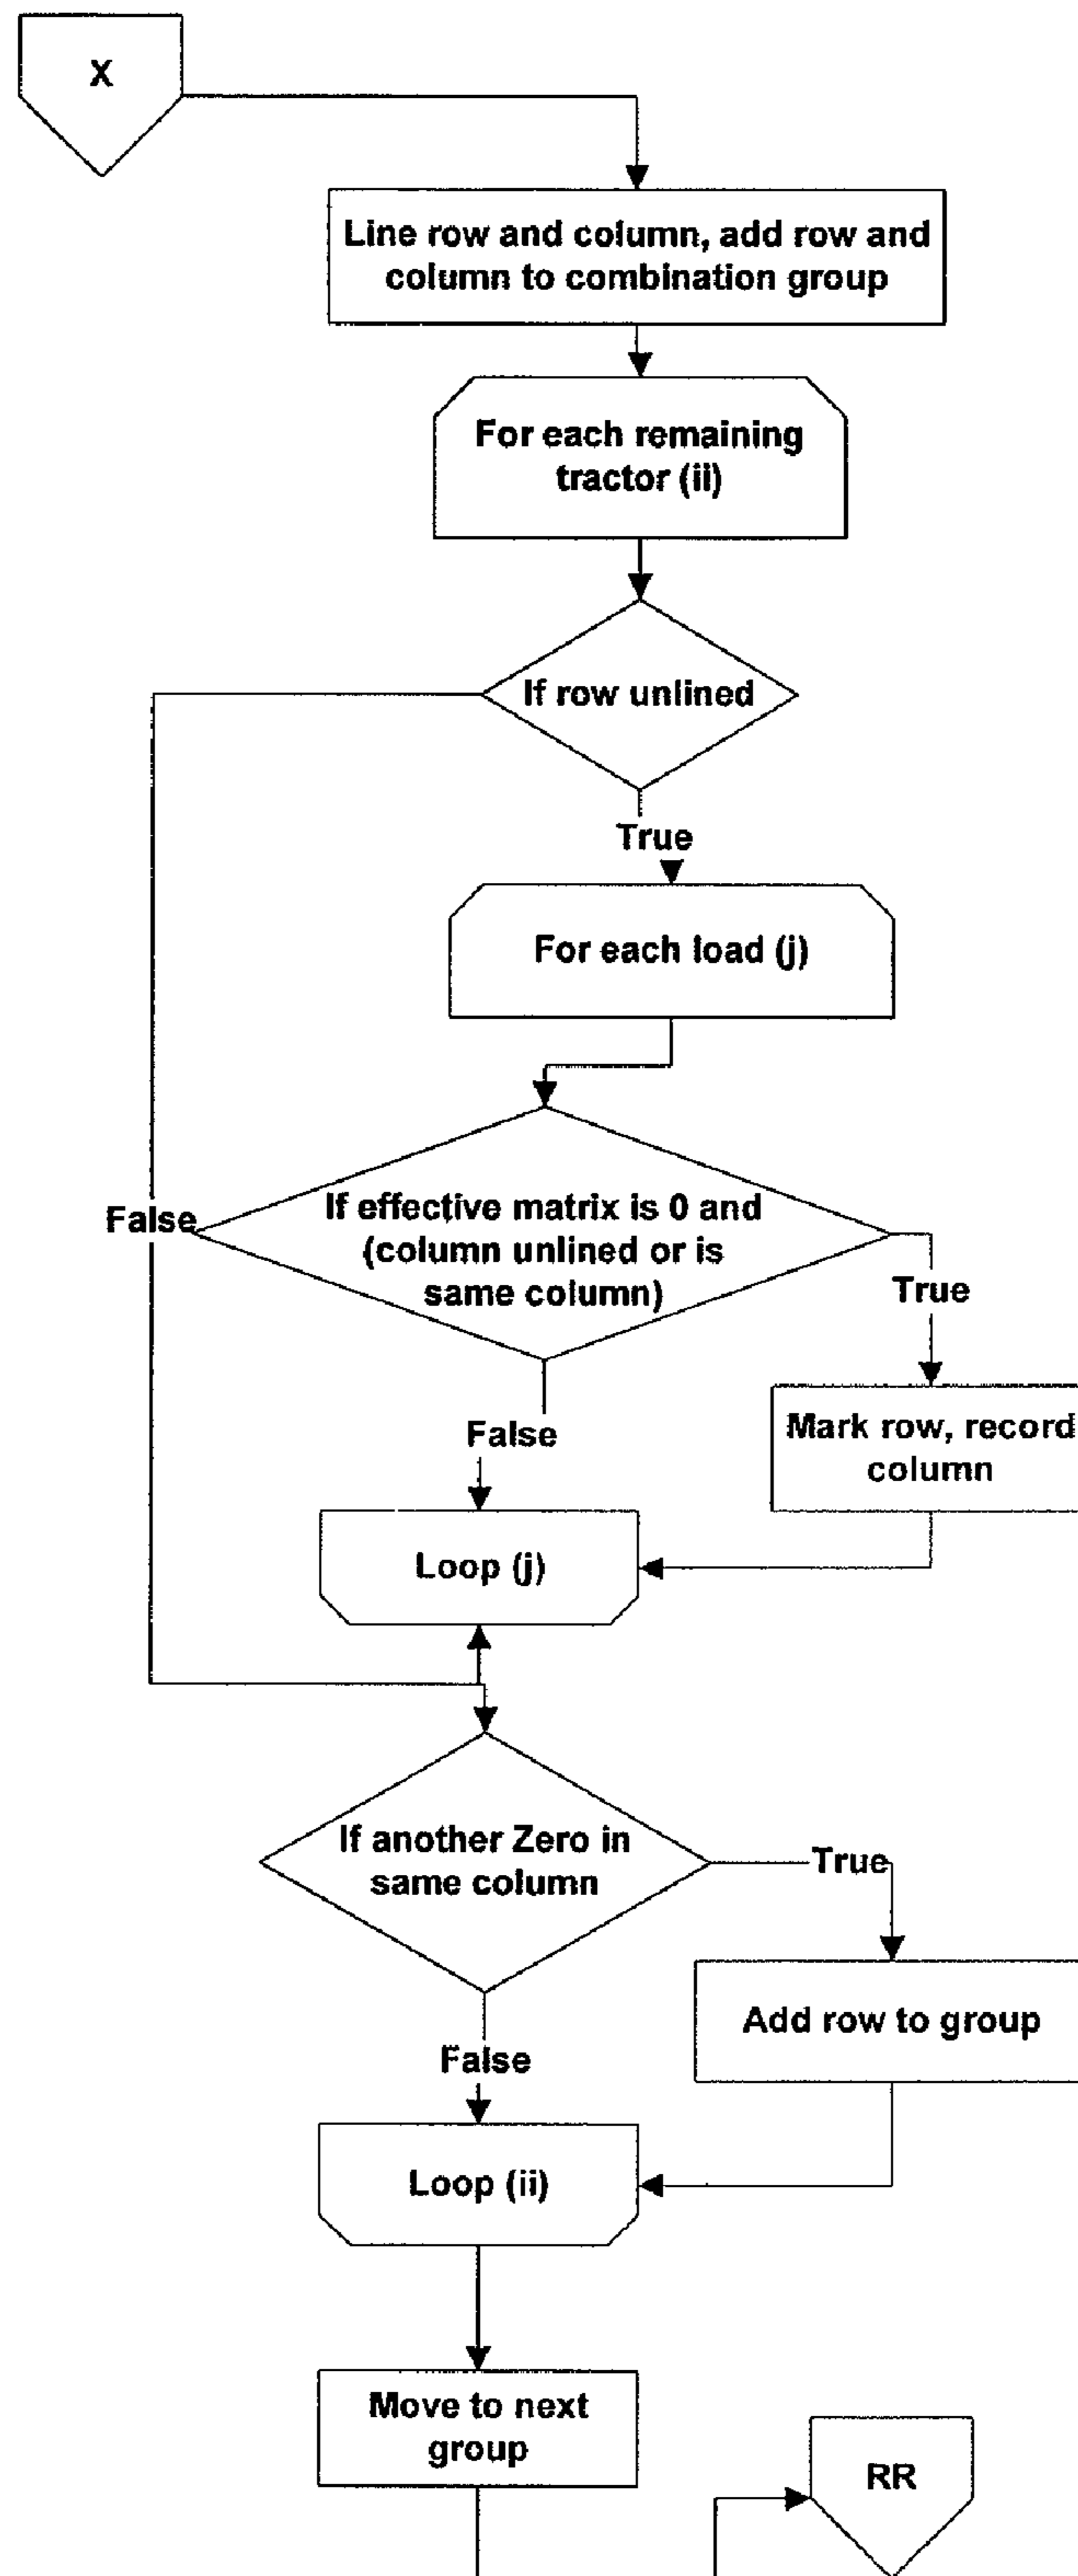 X
Line row and column, add row and
column to combination group
For each remaining
tractor (ii)
If row unlined
True
For each load (j)
False
If effective matrix is 0 and
(column unlined or is
same column)
True
Mark row, record
column
False
Loop (j)
If another Zero in
same column
True
Add row to group
False
Loop (ii)
Move to next
group
RR